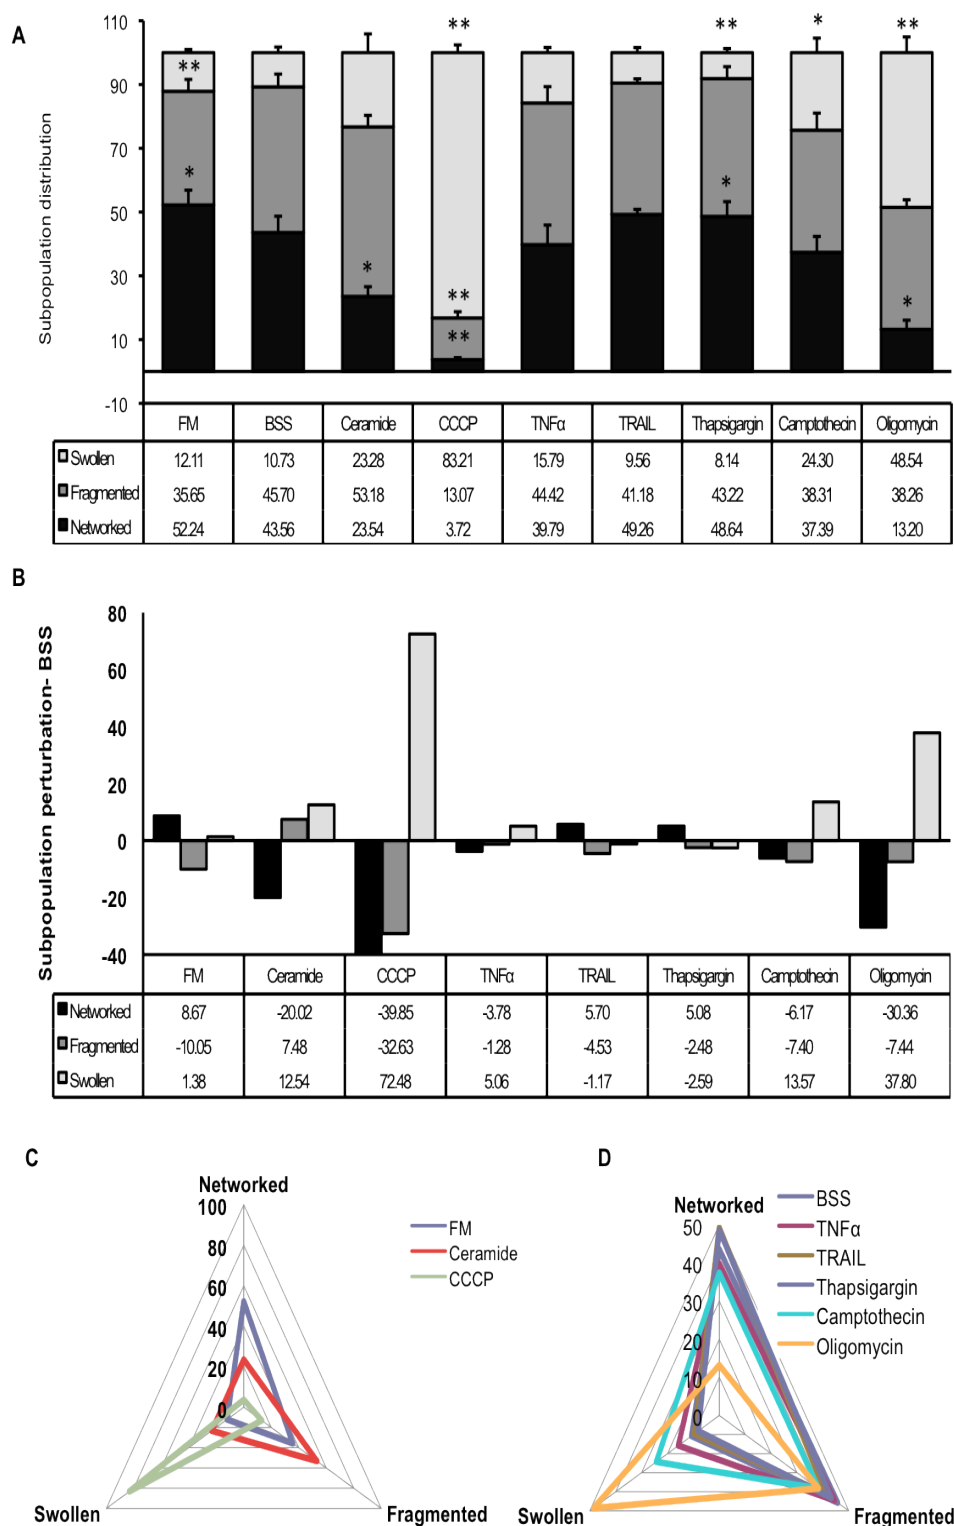 A
Subpopulation distribution
110
90
70
50
30
10
-10
** * ** ** ** * ** * ** * *
FM BSS Ceramide CCCP TNFα TRAIL Thapsigargin Camptothecin Oligomycin
Swollen 12.11 10.73 23.28 83.21 15.79 9.56 8.14 24.30 48.54
Fragmented 35.65 45.70 53.18 13.07 44.42 41.18 43.22 38.31 38.26
Networked 52.24 43.56 23.54 3.72 39.79 49.26 48.64 37.39 13.20
B
Subpopulation perturbation- BSS
80
60
40
20
0
-20
-40
FM Ceramide CCCP TNFα TRAIL Thapsigargin Camptothecin Oligomycin
Networked 8.67 -20.02 -39.85 -3.78 5.70 5.08 -6.17 -30.36
Fragmented -10.05 7.48 -32.63 -1.28 -4.53 -2.48 -7.40 -7.44
Swollen 1.38 12.54 72.48 5.06 -1.17 -2.59 13.57 37.80
C
Networked
100
80
60
40
20
0
Swollen
Fragmented
FM
Ceramide
CCCP
D
Networked
50
40
30
20
10
0
Swollen
Fragmented
BSS
TNFα
TRAIL
Thapsigargin
Camptothecin
Oligomycin